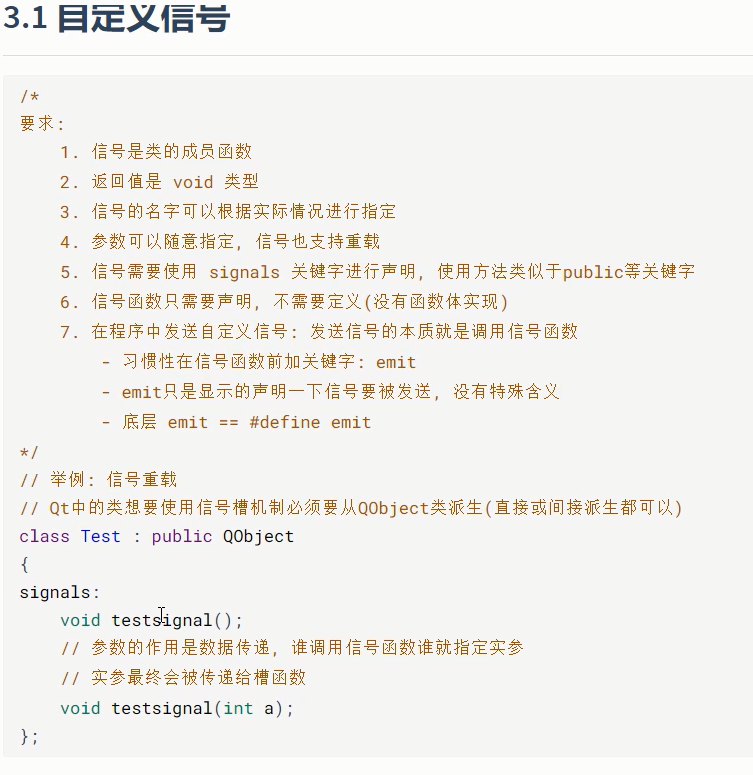 3.1 自定义信号
/*
要求:
    1. 信号是类的成员函数
    2. 返回值是 void 类型
    3. 信号的名字可以根据实际情况进行指定
    4. 参数可以随意指定, 信号也支持重载
    5. 信号需要使用 signals 关键字进行声明, 使用方法类似于public等关键字
    6. 信号函数只需要声明, 不需要定义(没有函数体实现)
    7. 在程序中发送自定义信号: 发送信号的本质就是调用信号函数
        - 习惯性在信号函数前加关键字: emit
        - emit只是显示的声明一下信号要被发送, 没有特殊含义
        - 底层 emit == #define emit
*/
// 举例: 信号重载
// Qt中的类想要使用信号槽机制必须要从QObject类派生(直接或间接派生都可以)
class Test : public QObject
{
signals:
    void testsignal();
    // 参数的作用是数据传递, 谁调用信号函数谁就指定实参
    // 实参最终会被传递给槽函数
    void testsignal(int a);
};